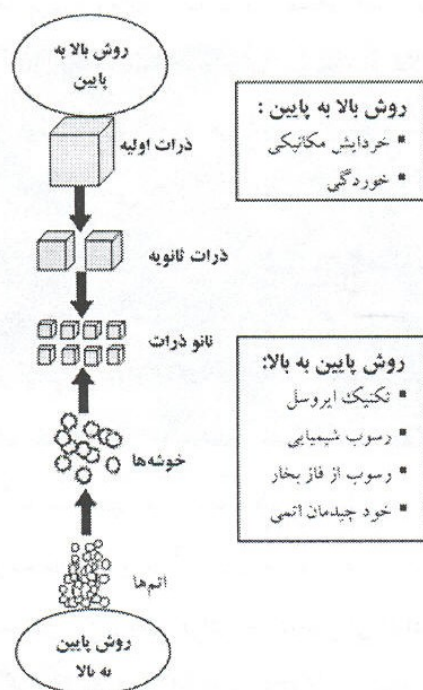 روش بالا به
پایین
ذرات اولیه
روش بالا به پایین :
▪ خردایش مکانیکی
▪ خوردگی
ذرات ثانویه
نانو ذرات
روش پایین به بالا:
▪ تکنیک ایروسل
▪ رسوب شیمیایی
▪ رسوب از فاز بخار
▪ خود چیدمان اتمی
خوشه‌ها
اتم‌ها
روش پایین
به بالا